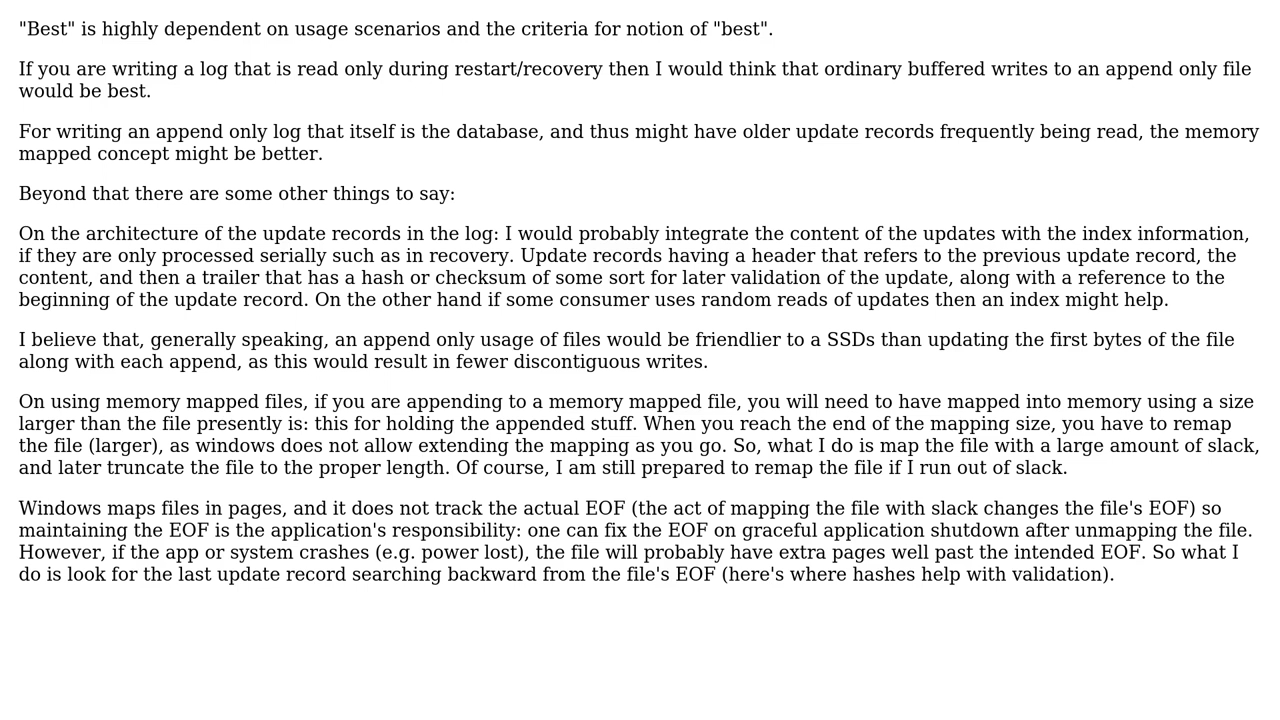 "Best" is highly dependent on usage scenarios and the criteria for notion of "best".
If you are writing a log that is read only during restart/recovery then I would think that ordinary buffered writes to an append only file
would be best.
For writing an append only log that itself is the database, and thus might have older update records frequently being read, the memory
mapped concept might be better.
Beyond that there are some other things to say:
On the architecture of the update records in the log: I would probably integrate the content of the updates with the index information,
if they are only processed serially such as in recovery. Update records having a header that refers to the previous update record, the
content, and then a trailer that has a hash or checksum of some sort for later validation of the update, along with a reference to the
beginning of the update record. On the other hand if some consumer uses random reads of updates then an index might help.
I believe that, generally speaking, an append only usage of files would be friendlier to a SSDs than updating the first bytes of the file
along with each append, as this would result in fewer discontiguous writes.
On using memory mapped files, if you are appending to a memory mapped file, you will need to have mapped into memory using a size
larger than the file presently is: this for holding the appended stuff. When you reach the end of the mapping size, you have to remap
the file (larger), as windows does not allow extending the mapping as you go. So, what I do is map the file with a large amount of slack,
and later truncate the file to the proper length. Of course, I am still prepared to remap the file if I run out of slack.
Windows maps files in pages, and it does not track the actual EOF (the act of mapping the file with slack changes the file's EOF) so
maintaining the EOF is the application's responsibility: one can fix the EOF on graceful application shutdown after unmapping the file.
However, if the app or system crashes (e.g. power lost), the file will probably have extra pages well past the intended EOF. So what I
do is look for the last update record searching backward from the file's EOF (here's where hashes help with validation).